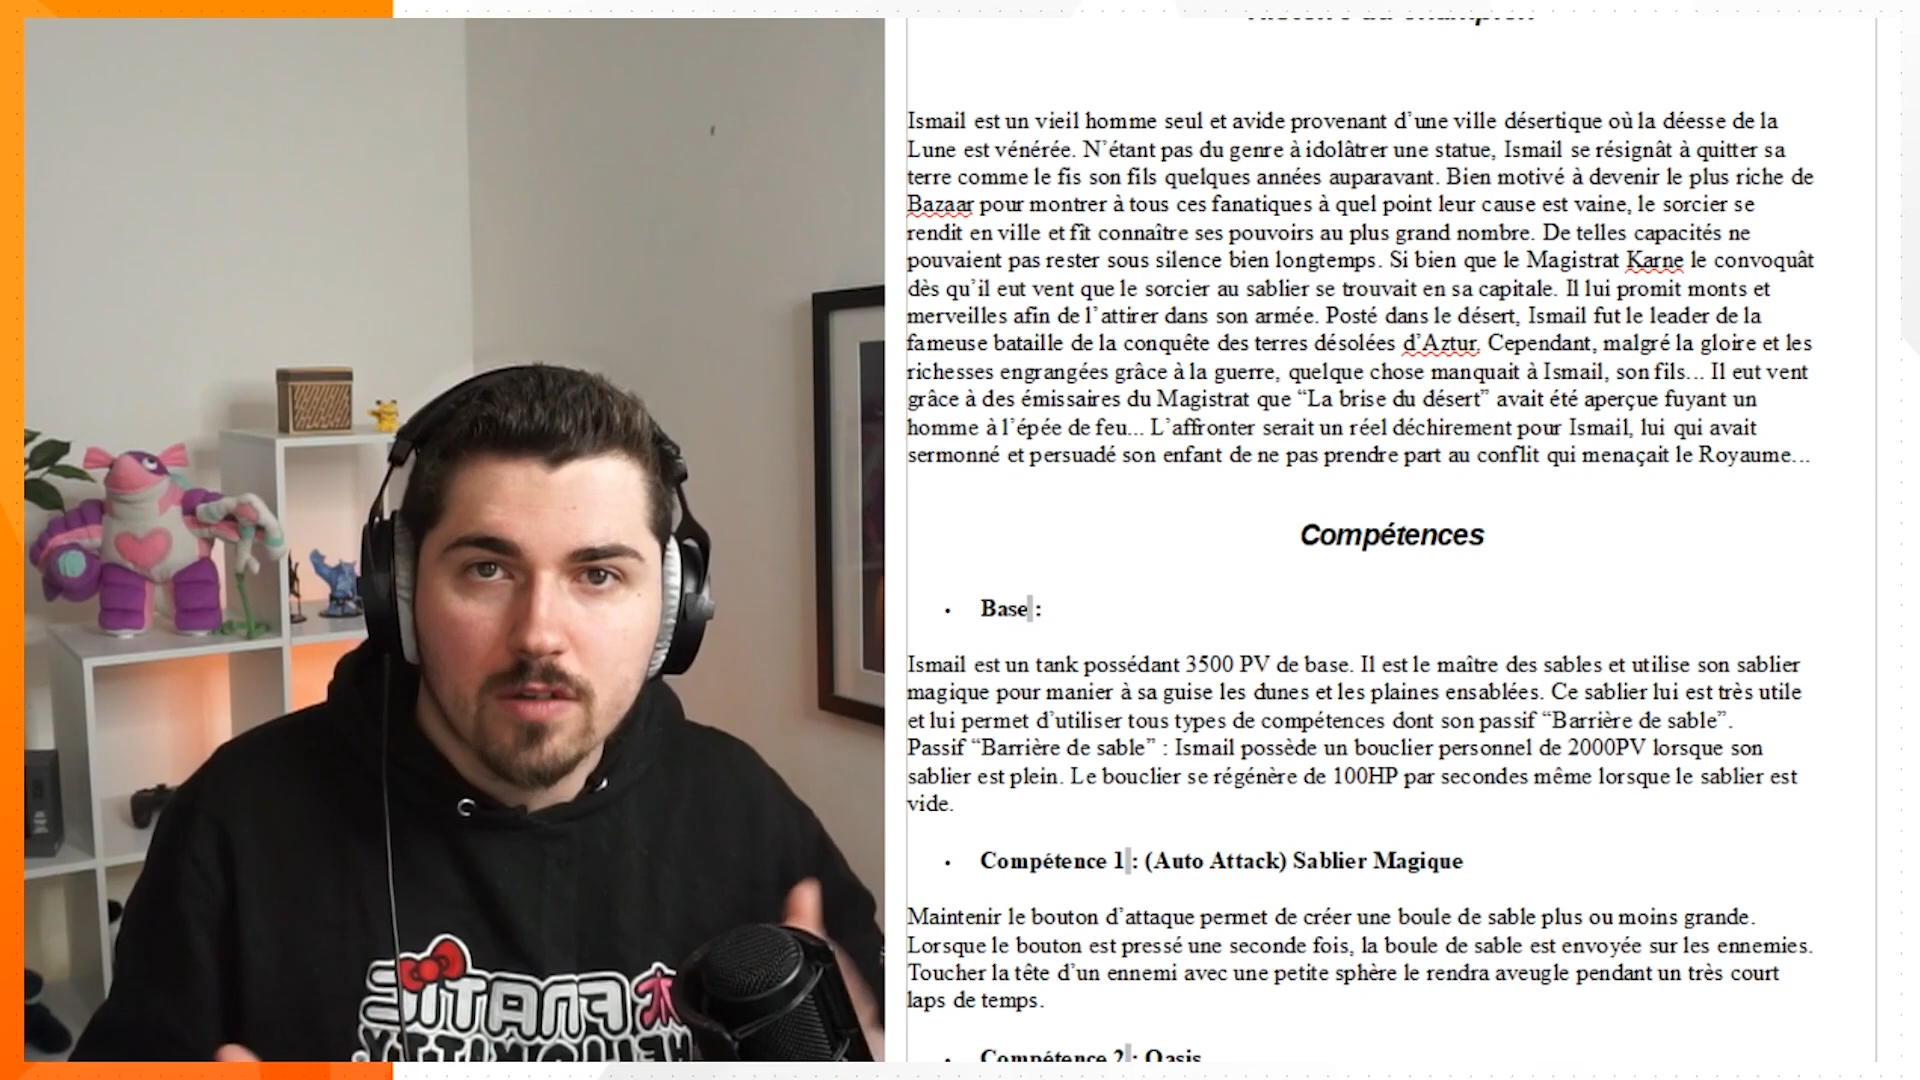 Histoire du champion
Ismail est un vieil homme seul et avide provenant d’une ville désertique où la déesse de la
Lune est vénérée. N’étant pas du genre à idolâtrer une statue, Ismail se résignât à quitter sa
terre comme le fis son fils quelques années auparavant. Bien motivé à devenir le plus riche de
Bazaar pour montrer à tous ces fanatiques à quel point leur cause est vaine, le sorcier se
rendit en ville et fît connaître ses pouvoirs au plus grand nombre. De telles capacités ne
pouvaient pas rester sous silence bien longtemps. Si bien que le Magistrat Karne le convoquât
dès qu’il eut vent que le sorcier au sablier se trouvait en sa capitale. Il lui promit monts et
merveilles afin de l’attirer dans son armée. Posté dans le désert, Ismail fut le leader de la
fameuse bataille de la conquête des terres désolées d’Aztur. Cependant, malgré la gloire et les
richesses engrangées grâce à la guerre, quelque chose manquait à Ismail, son fils... Il eut vent
grâce à des émissaires du Magistrat que “La brise du désert” avait été aperçue fuyant un
homme à l’épée de feu... L’affronter serait un réel déchirement pour Ismail, lui qui avait
sermonné et persuadé son enfant de ne pas prendre part au conflit qui menaçait le Royaume...
Compétences
• Base :
Ismail est un tank possédant 3500 PV de base. Il est le maître des sables et utilise son sablier
magique pour manier à sa guise les dunes et les plaines ensablées. Ce sablier lui est très utile
et lui permet d’utiliser tous types de compétences dont son passif “Barrière de sable”.
Passif “Barrière de sable” : Ismail possède un bouclier personnel de 2000PV lorsque son
sablier est plein. Le bouclier se régénère de 100HP par secondes même lorsque le sablier est
vide.
• Compétence 1 : (Auto Attack) Sablier Magique
Maintenir le bouton d’attaque permet de créer une boule de sable plus ou moins grande.
Lorsque le bouton est pressé une seconde fois, la boule de sable est envoyée sur les ennemies.
Toucher la tête d’un ennemi avec une petite sphère le rendra aveugle pendant un très court
laps de temps.
• Compétence 2 : Oasis
FNATIC
HELLO KITTY